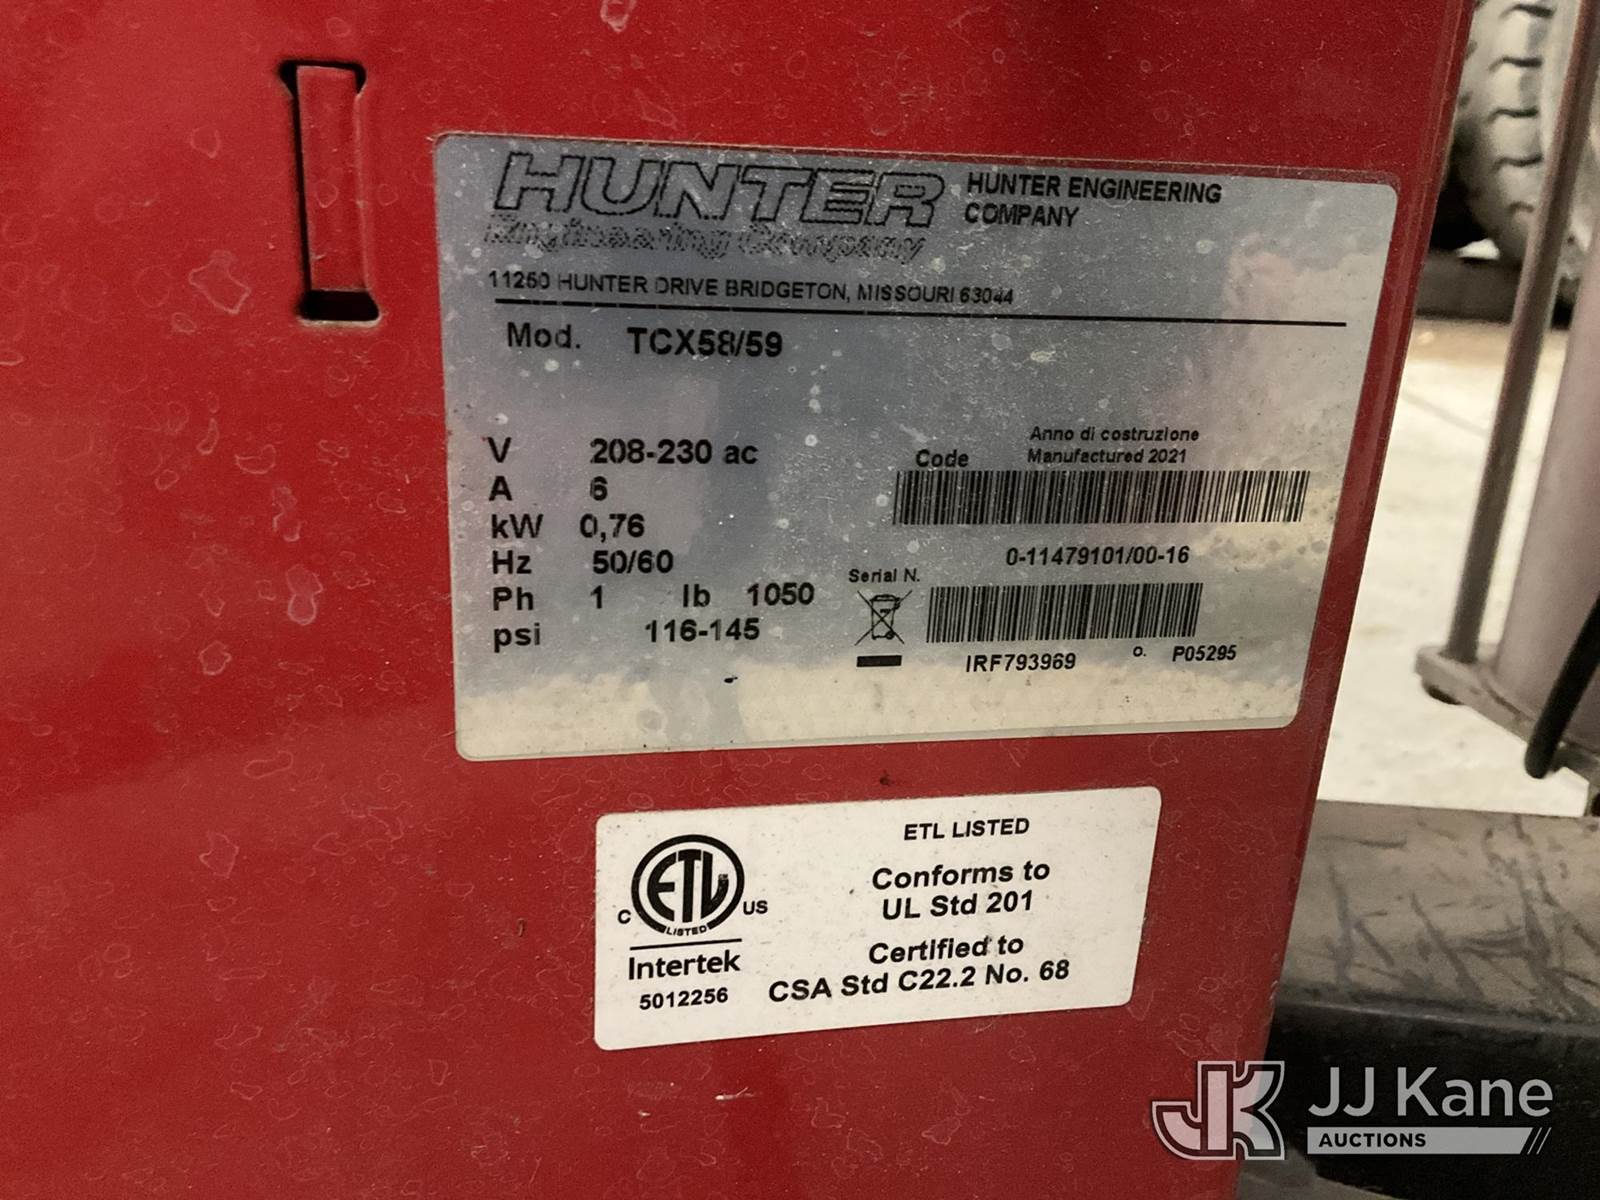 HUNTER
Engineering Company
HUNTER ENGINEERING
COMPANY
11250 HUNTER DRIVE BRIDGETON, MISSOURI 63044
Mod. TCX58/59
V 208-230 ac
A 6
kW 0,76
Hz 50/60
Ph 1 lb 1050
psi 116-145
Anno di costruzione
Code Manufactured 2021
0-11479101/00-16
Serial N.
IRF793969 o. P05295
ETL LISTED
Conforms to
UL Std 201
Certified to
CSA Std C22.2 No. 68
C ETL US
LISTED
Intertek
5012256
JK JJ Kane
AUCTIONS